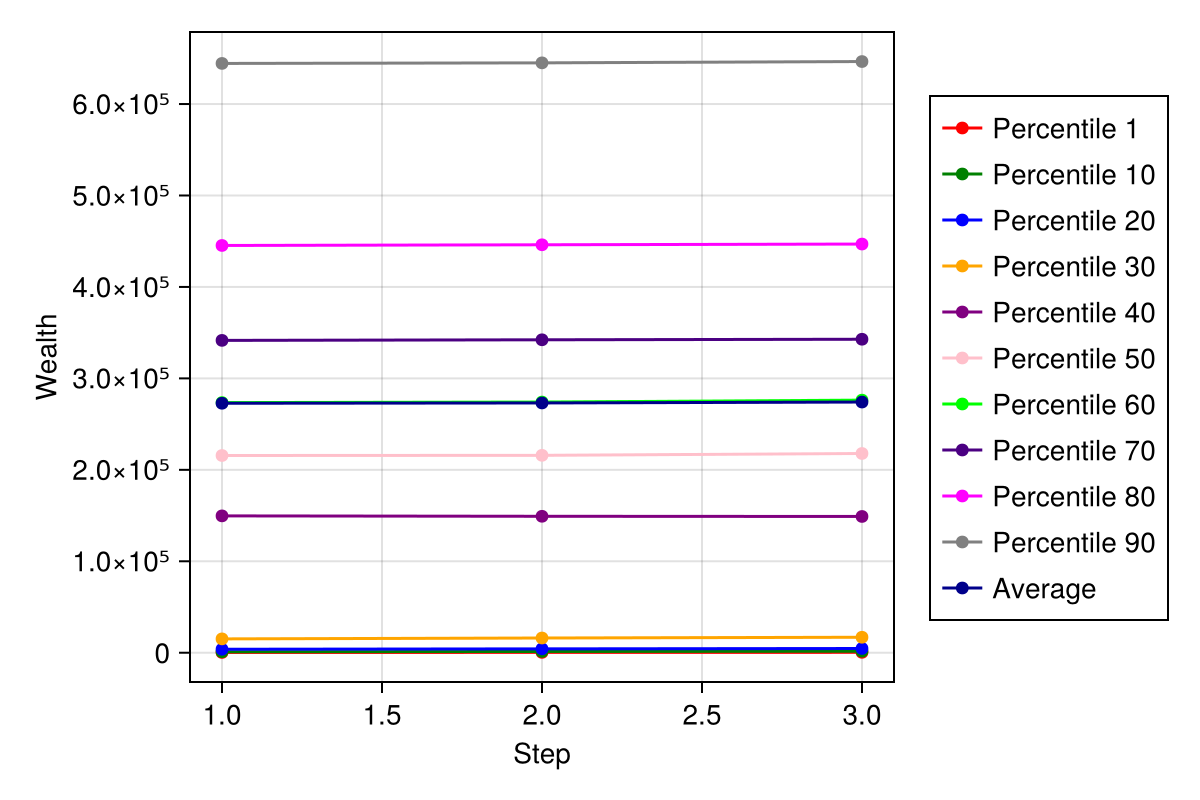 6.0×10⁵
5.0×10⁵
4.0×10⁵
3.0×10⁵
2.0×10⁵
1.0×10⁵
0
Wealth
1.0 1.5 2.0 2.5 3.0
Step
Percentile 1
Percentile 10
Percentile 20
Percentile 30
Percentile 40
Percentile 50
Percentile 60
Percentile 70
Percentile 80
Percentile 90
Average